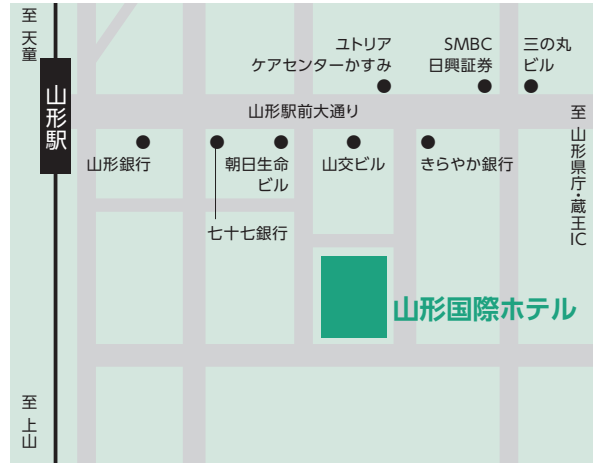 至 天童
山形駅
ユトリア
ケアセンターかすみ
SMBC
日興証券
三の丸
ビル
山形駅前大通り
至 山形県庁・蔵王IC
山形銀行
朝日生命
ビル
山交ビル
きらやか銀行
七十七銀行
山形国際ホテル
至 上山